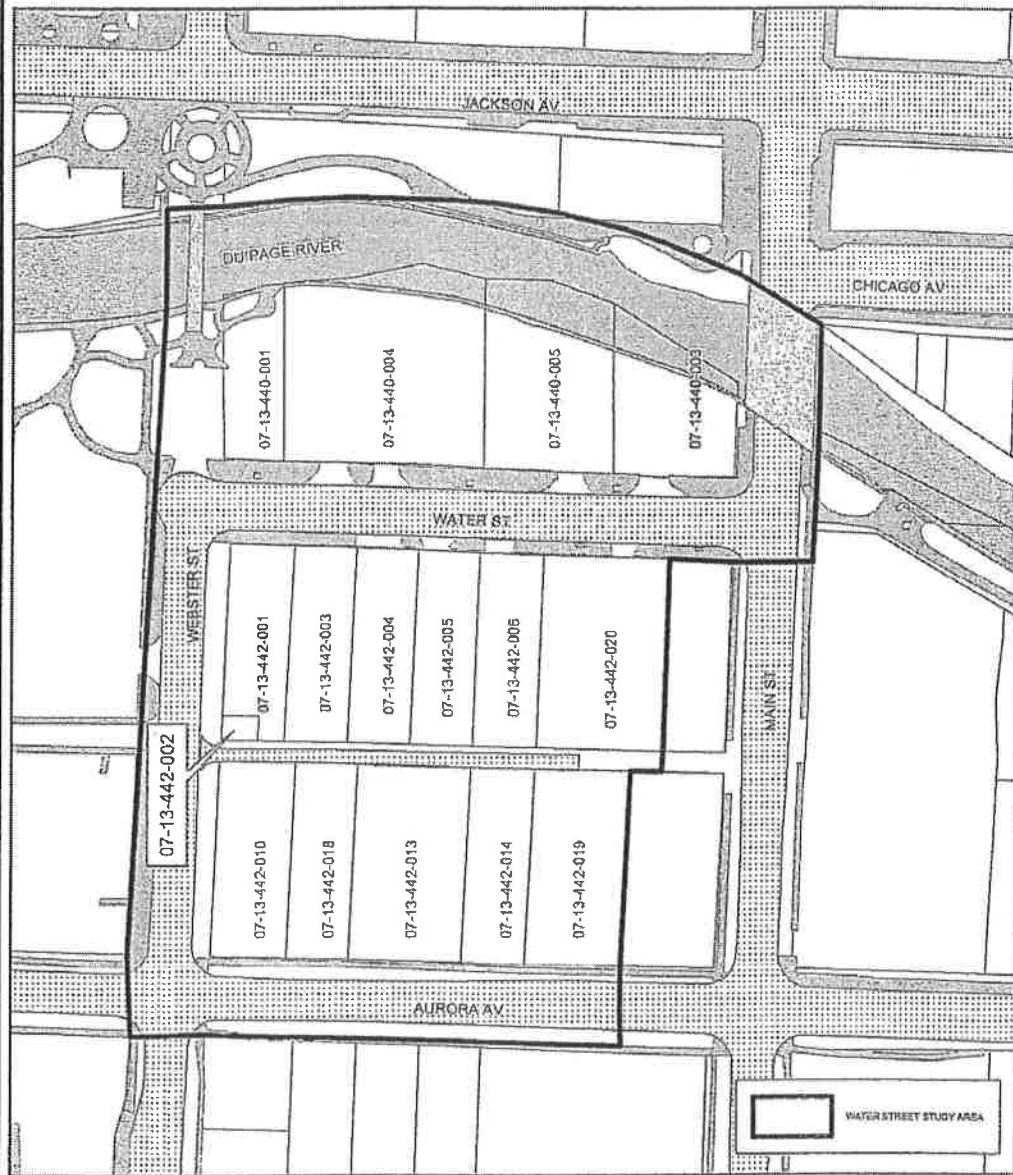 JACKSON AV
DUPAGE RIVER
CHICAGO AV
07-13-440-001
07-13-440-004
07-13-440-005
07-13-440-003
WATER ST
WEBSTER ST
07-13-442-001
07-13-442-003
07-13-442-004
07-13-442-005
07-13-442-006
07-13-442-020
MAIN ST
07-13-442-002
07-13-442-010
07-13-442-018
07-13-442-013
07-13-442-014
07-13-442-019
AURORA AV
WATER STREET STUDY AREA